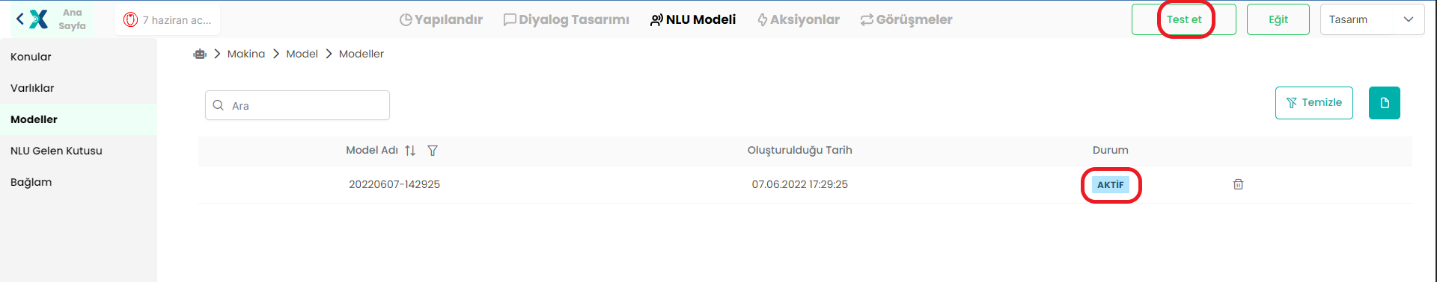 Ana
Sayfa
7 haziran ac...
Yapılandır
Diyalog Tasarımı
NLU Modeli
Aksiyonlar
Görüşmeler
Test et
Eğit
Tasarım
Konular
Varlıklar
Modeller
NLU Gelen Kutusu
Bağlam
Makina > Model > Modeller
Ara
Temizle
Model Adı
Oluşturulduğu Tarih
Durum
20220607-142925
07.06.2022 17:29:25
AKTİF